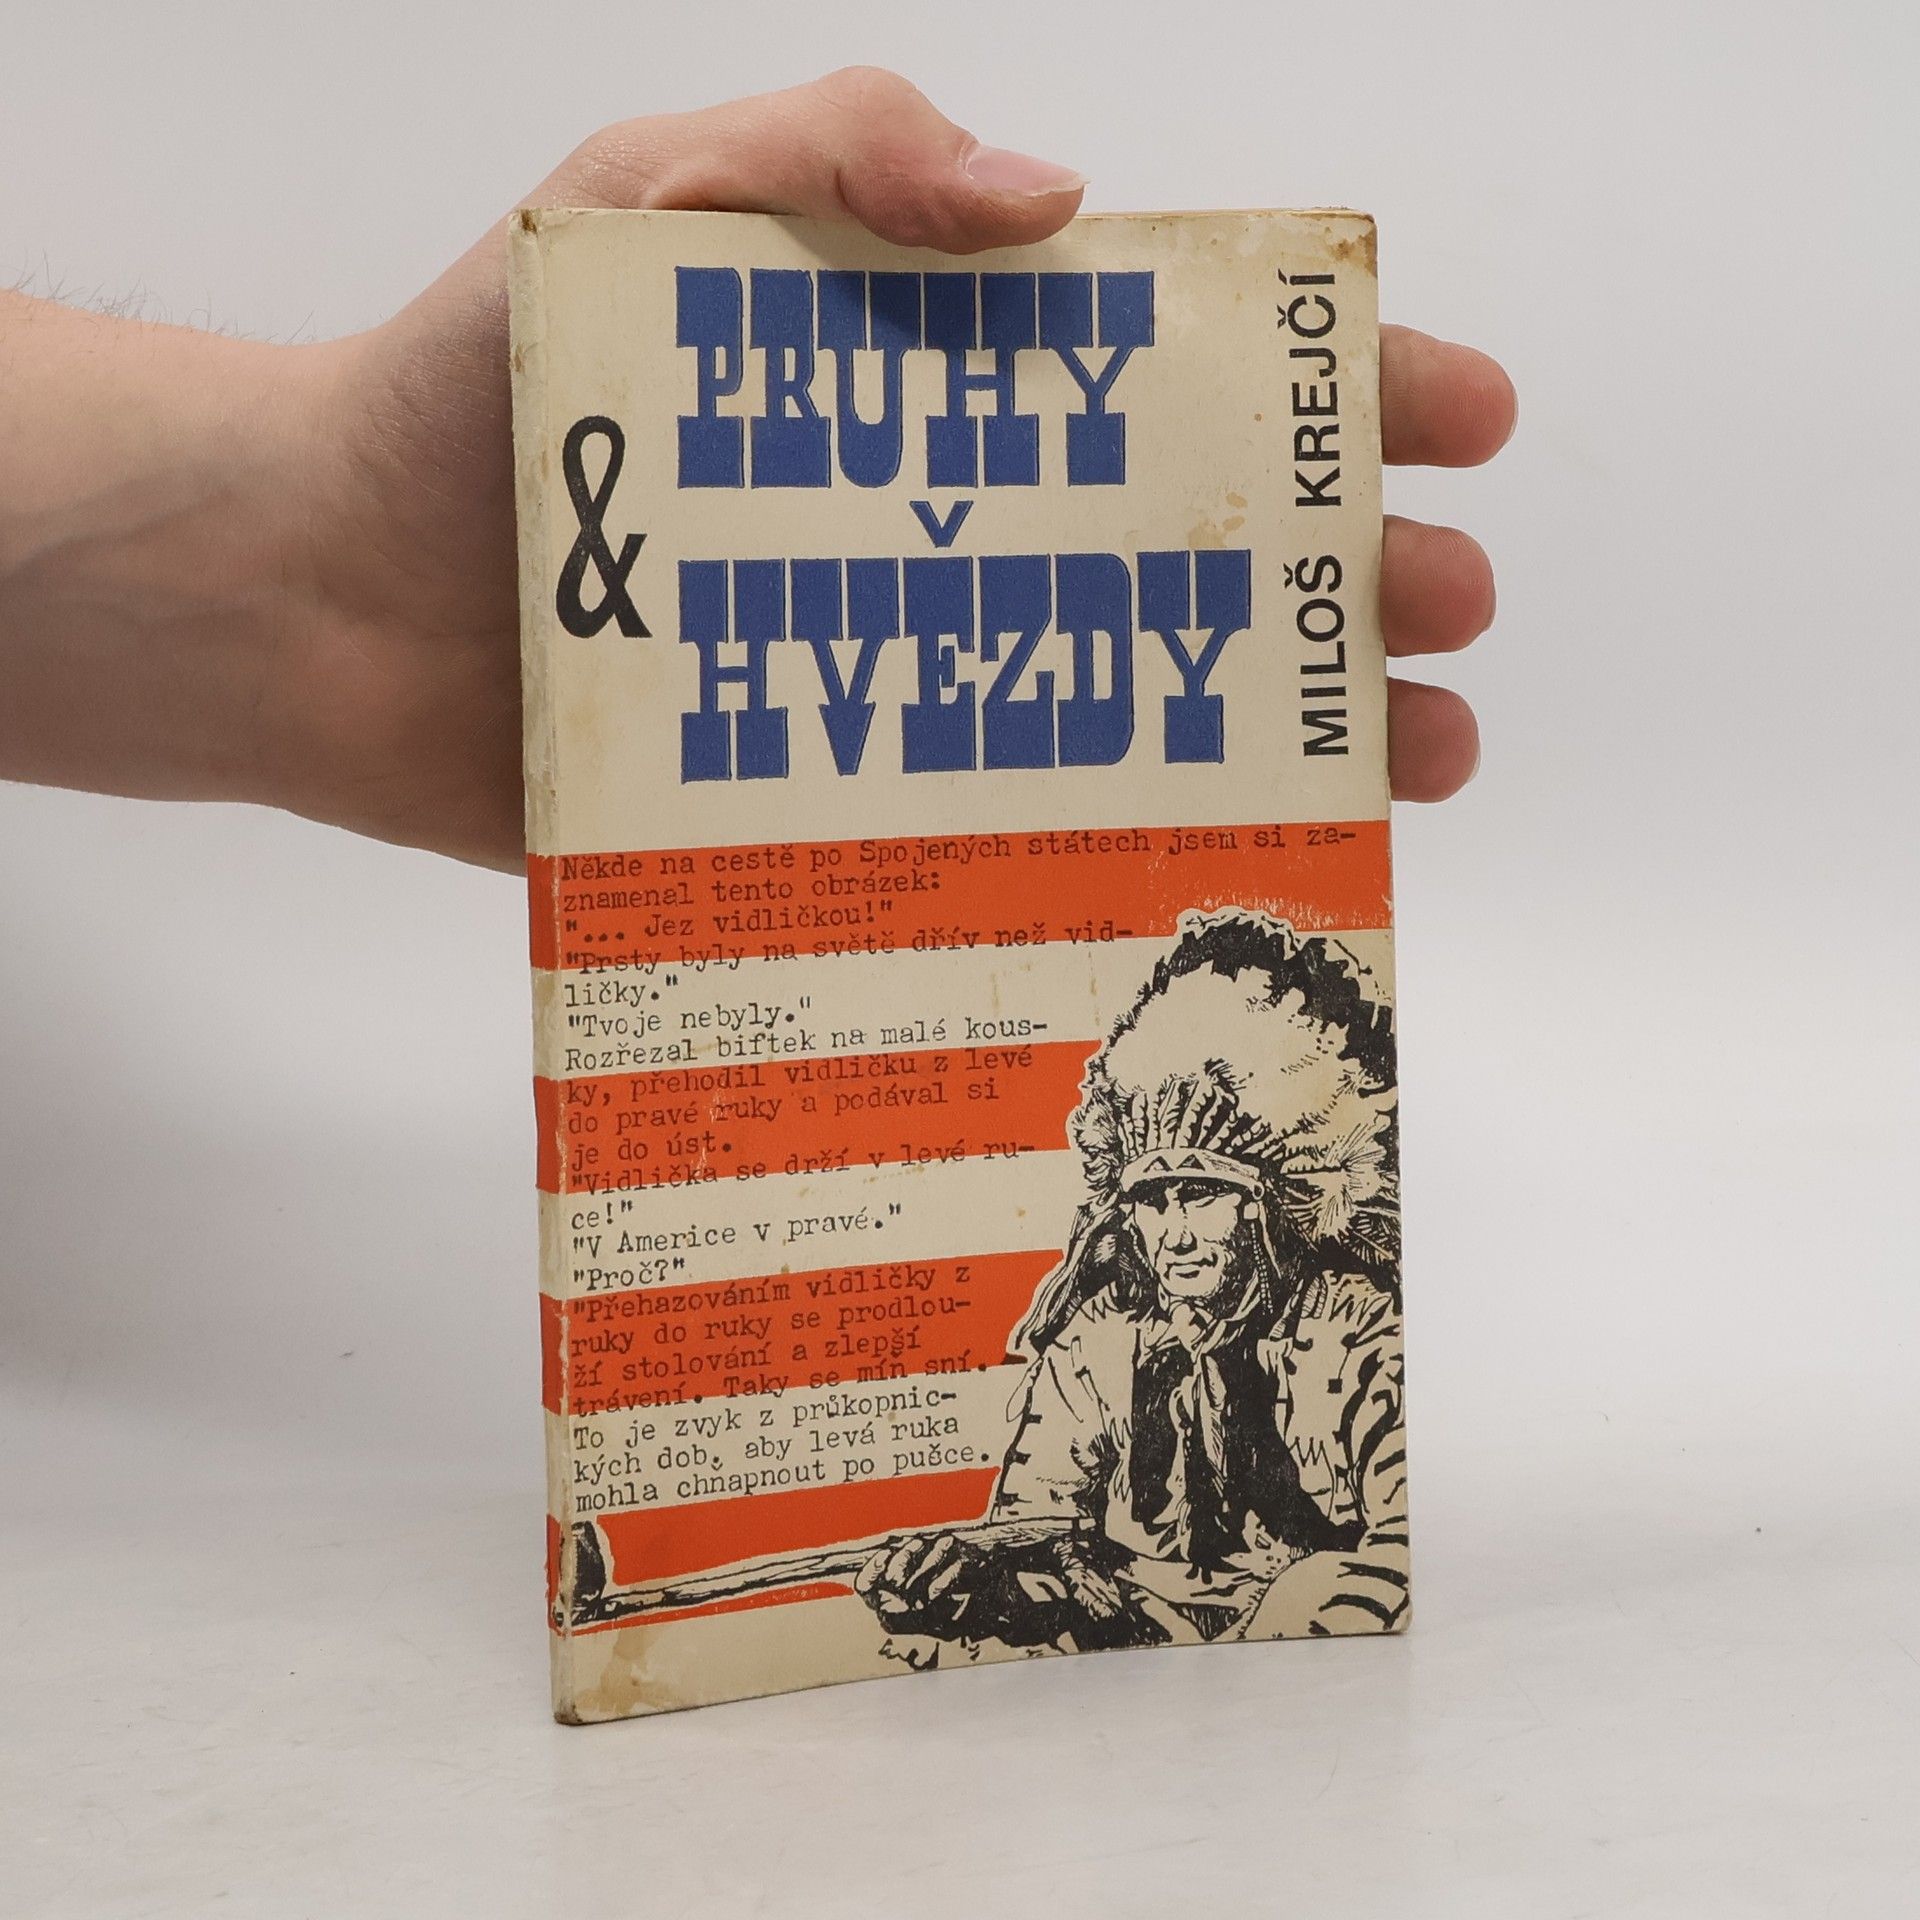 PRUHY
&
HVĚZDY
MILOŠ KREJČÍ
Někde na cestě po Spojených státech jsem si za-
znamenal tento obrázek:
"... Jez vidličkou!"
"Prsty byly na světě dřív než vid-
ličky."
"Tvoje nebyly."
Rozřezal biftek na malé kous-
ky, přehodil vidličku z levé
do pravé ruky a podával si
je do úst.
"Vidlička se drží v levé ru-
ce!"
"V Americe v pravé."
"Proč?"
"Přehazováním vidličky z
ruky do ruky se prodlou-
ží stolování a zlepší
trávení. Taky se míň sní.
To je zvyk z průkopnic-
kých dob, aby levá ruka
mohla chňapnout po pušce.